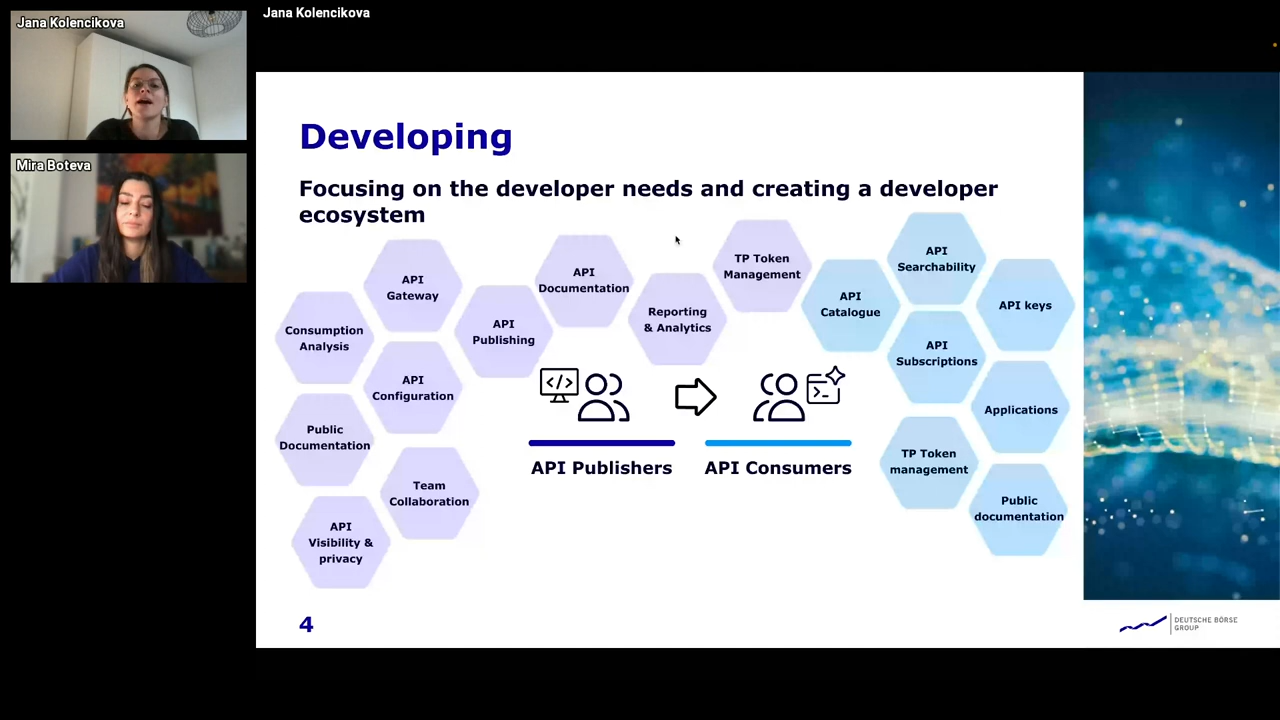 Jana Kolencikova
Mira Boteva
Jana Kolencikova
Developing
Focusing on the developer needs and creating a developer
ecosystem
Consumption
Analysis
API
Gateway
API
Publishing
API
Documentation
Reporting
& Analytics
TP Token
Management
API
Configuration
Public
Documentation
Team
Collaboration
API
Visibility &
privacy
API
Catalogue
API
Searchability
API keys
API
Subscriptions
Applications
TP Token
management
Public
documentation
API Publishers
API Consumers
4
DEUTSCHE BÖRSE
GROUP